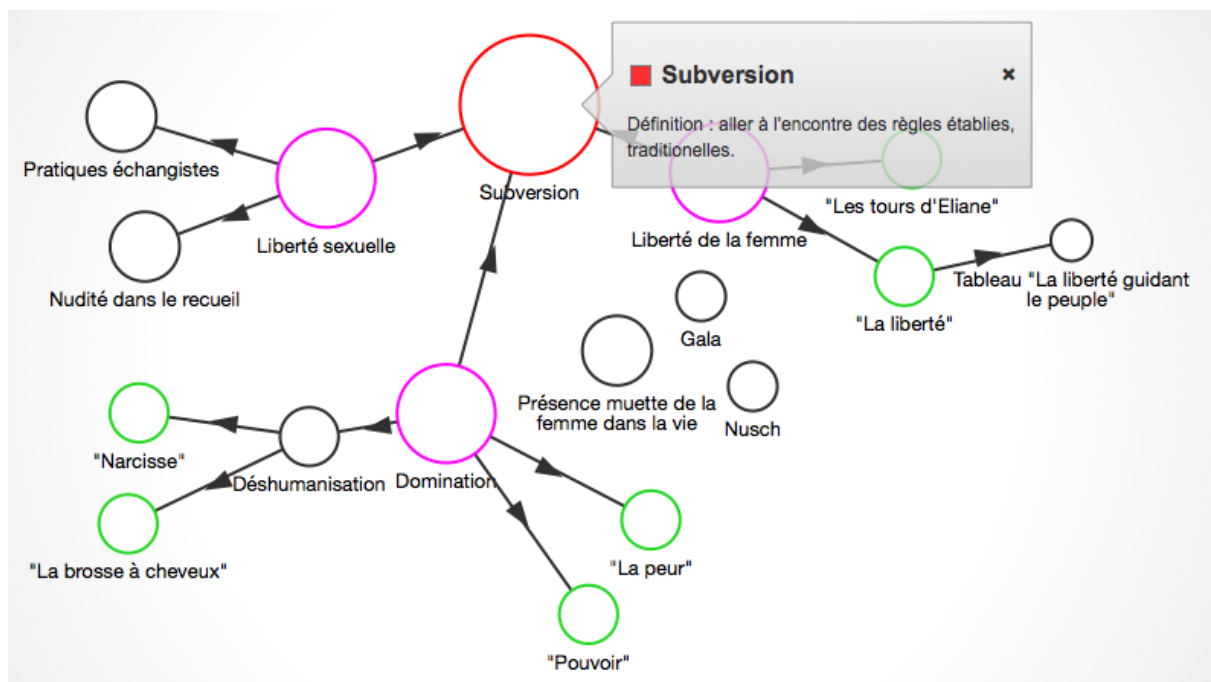 Subversion
×
Définition : aller à l'encontre des règles établies,
traditionelles.
Pratiques échangistes
Subversion
"Les tours d'Eliane"
Liberté sexuelle
Liberté de la femme
Nudité dans le recueil
Tableau "La liberté guidant
le peuple"
"La liberté"
Gala
Présence muette de la
femme dans la vie
Nusch
"Narcisse"
Déshumanisation
Domination
"La brosse à cheveux"
"La peur"
"Pouvoir"